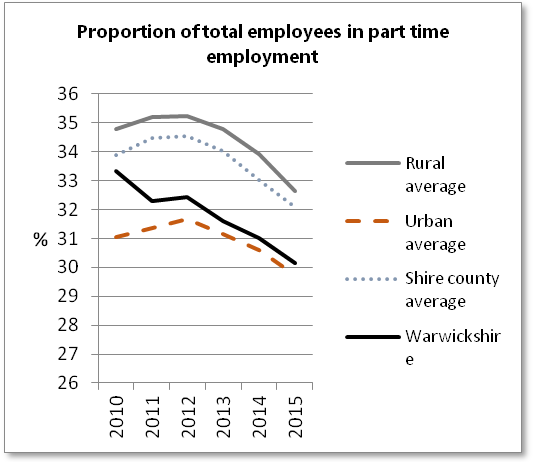 Proportion of total employees in part time
employment
36
35
34
33
32
31
30
29
28
27
26
%
2010
2011
2012
2013
2014
2015
Rural
average
Urban
average
Shire county
average
Warwickshir
e